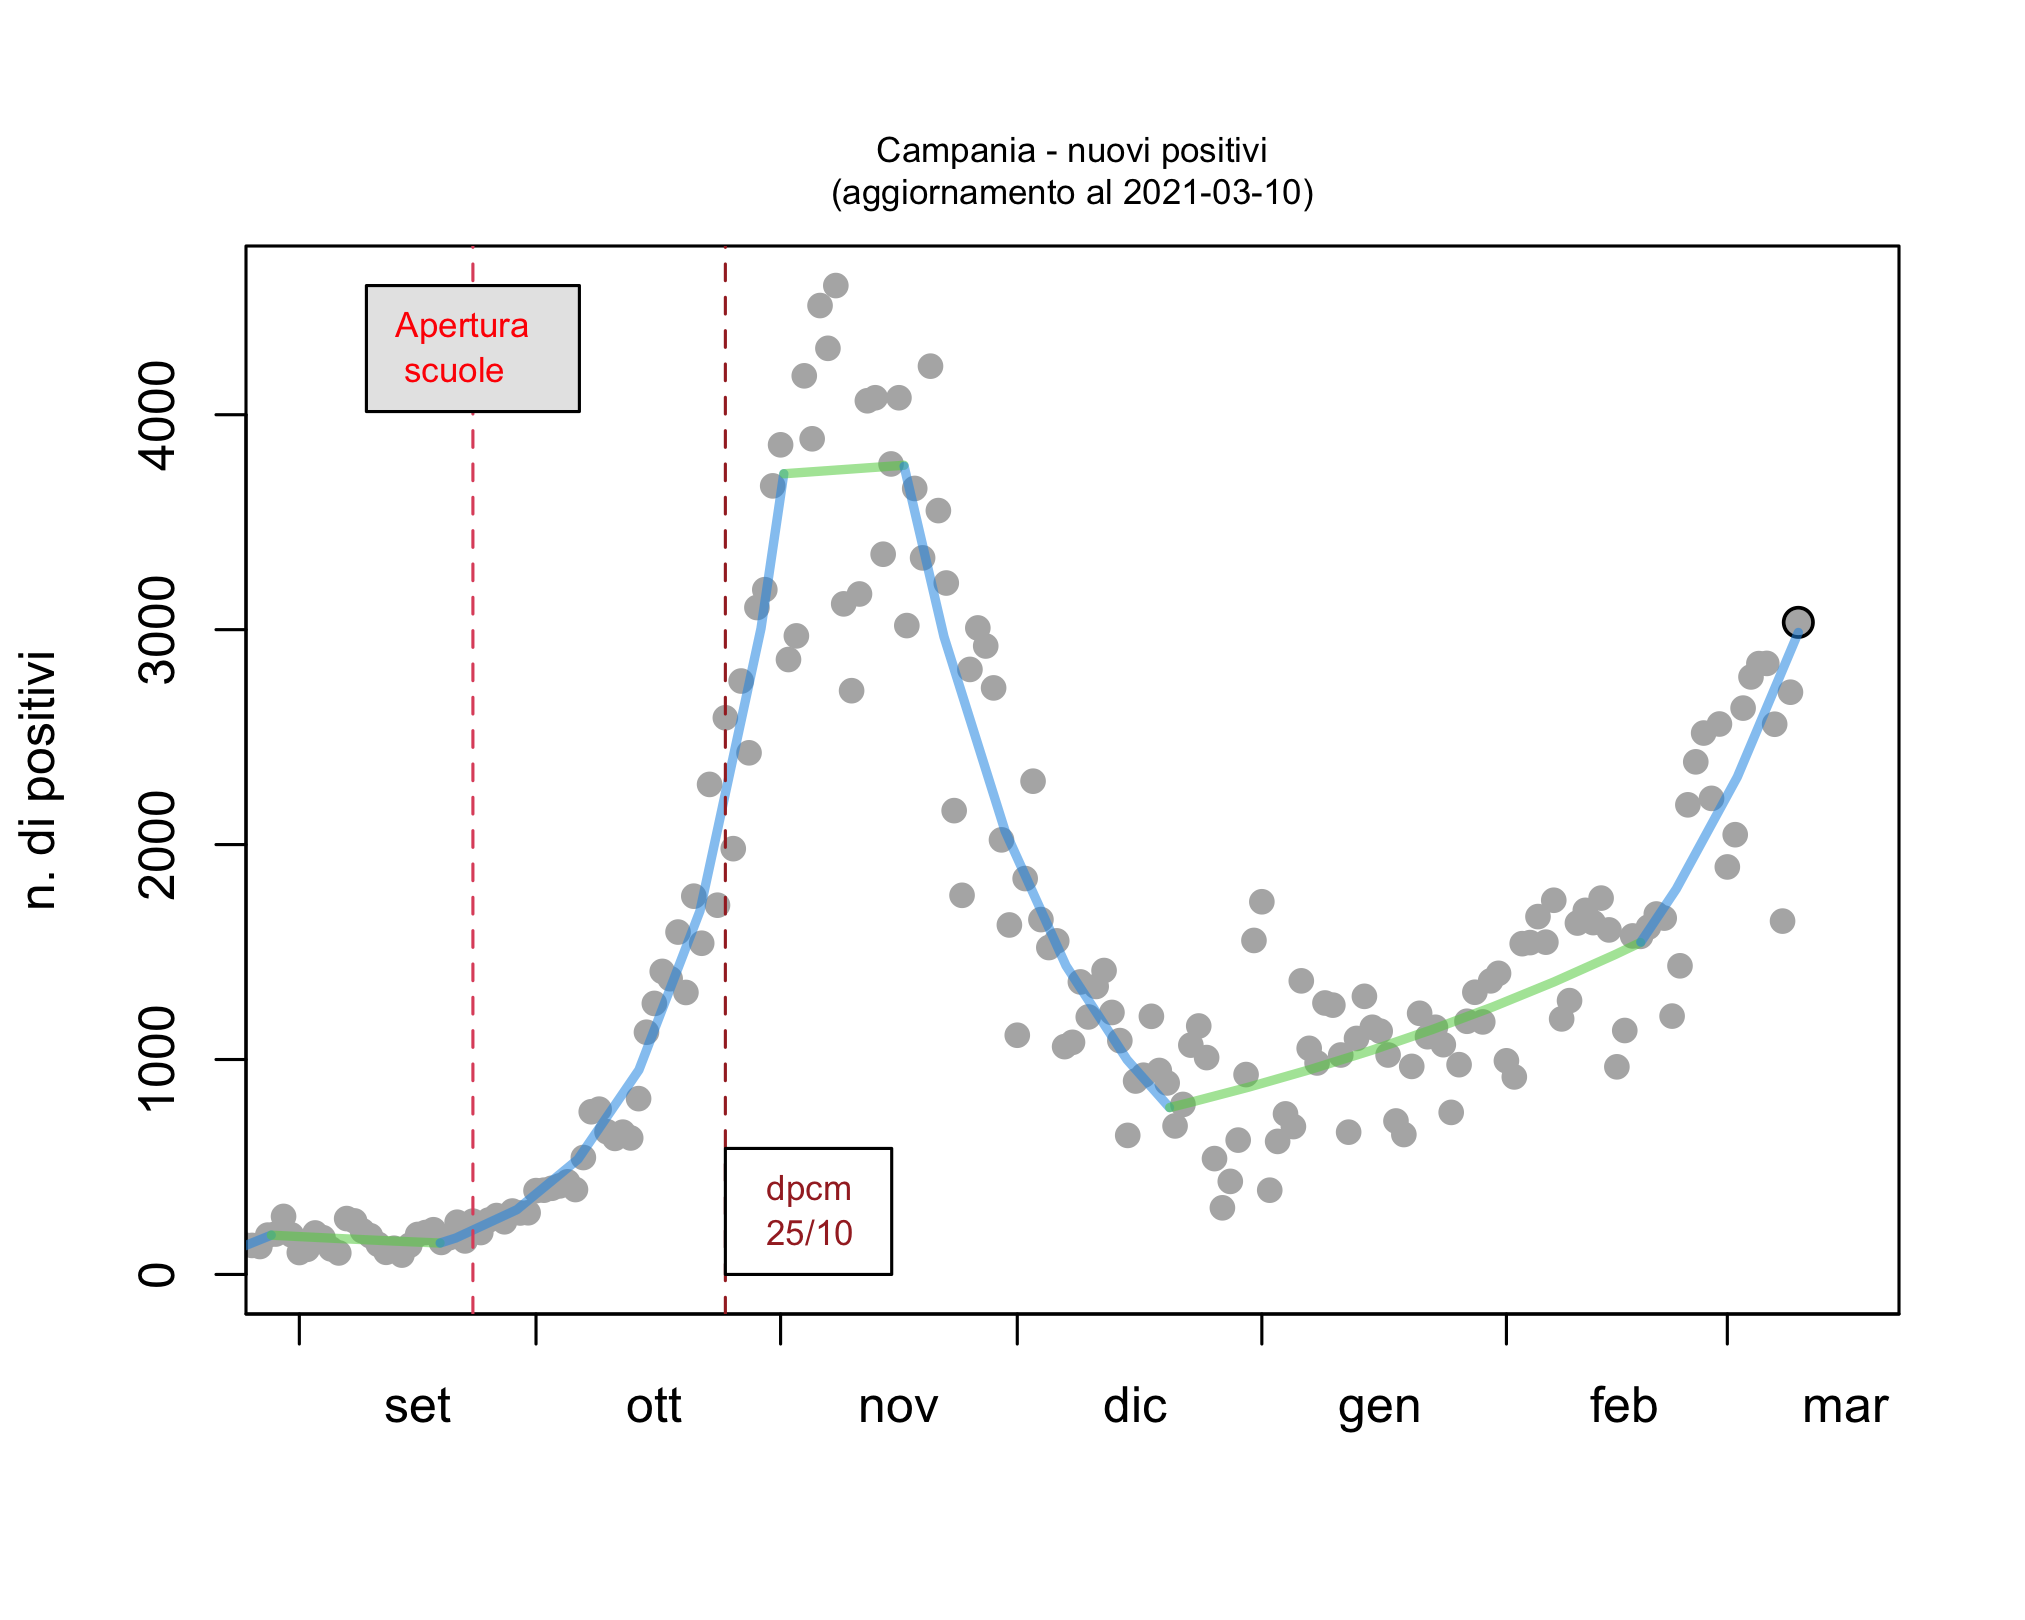 Campania - nuovi positivi
(aggiornamento al 2021-03-10)
Apertura
scuole
dpcm
25/10
n. di positivi
4000
3000
2000
1000
0
set ott nov dic gen feb mar